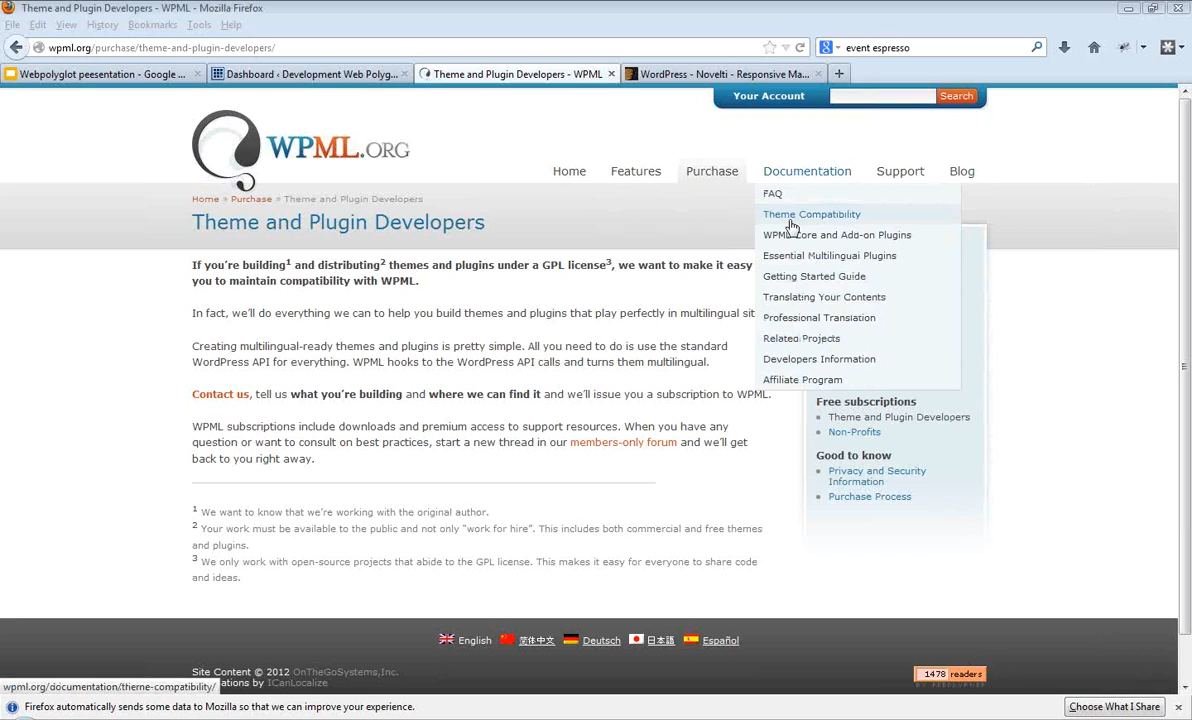 Theme and Plugin Developers - WPML - Mozilla Firefox
File Edit View History Bookmarks Tools Help
wpml.org/purchase/theme-and-plugin-developers/
event espresso
Webpolyglot peesentation - Google ...
Dashboard ‹ Development Web Polyg...
Theme and Plugin Developers - WPML
WordPress - Novelti - Responsive Ma...
Your Account
Search
WPML.ORG
Home Features Purchase Documentation Support Blog
FAQ
Theme Compatibility
WPML Core and Add-on Plugins
Essential Multilingual Plugins
Getting Started Guide
Translating Your Contents
Professional Translation
Related Projects
Developers Information
Affiliate Program
Home » Purchase » Theme and Plugin Developers
Theme and Plugin Developers
If you're building1 and distributing2 themes and plugins under a GPL license3, we want to make it easy
you to maintain compatibility with WPML.
In fact, we'll do everything we can to help you build themes and plugins that play perfectly in multilingual sit
Creating multilingual-ready themes and plugins is pretty simple. All you need to do is use the standard
WordPress API for everything. WPML hooks to the WordPress API calls and turns them multilingual.
Contact us, tell us what you're building and where we can find it and we'll issue you a subscription to WPML.
WPML subscriptions include downloads and premium access to support resources. When you have any
question or want to consult on best practices, start a new thread in our members-only forum and we'll get
back to you right away.
1 We want to know that we're working with the original author.
2 Your work must be available to the public and not only "work for hire". This includes both commercial and free themes
and plugins.
3 We only work with open-source projects that abide to the GPL license. This makes it easy for everyone to share code
and ideas.
Free subscriptions
Theme and Plugin Developers
Non-Profits
Good to know
Privacy and Security
Information
Purchase Process
English 简体中文 Deutsch 日本語 Español
Site Content © 2012 OnTheGoSystems,Inc.
ations by ICanLocalize
1478 readers
wpml.org/documentation/theme-compatibility/
Firefox automatically sends some data to Mozilla so that we can improve your experience.
Choose What I Share